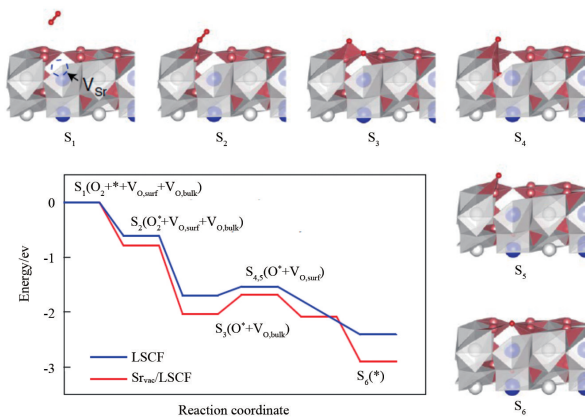 V_Sr
S_1
S_2
S_3
S_4
S_1(O_2+*+V_O,surf+V_O,bulk)
S_2(O_2^*+V_O,surf+V_O,bulk)
S_4,5(O^*+V_O,surf)
S_3(O^*+V_O,bulk)
S_6(*)
0
-1
-2
-3
Energy/ev
LSCF
Sr_vac/LSCF
Reaction coordinate
S_5
S_6